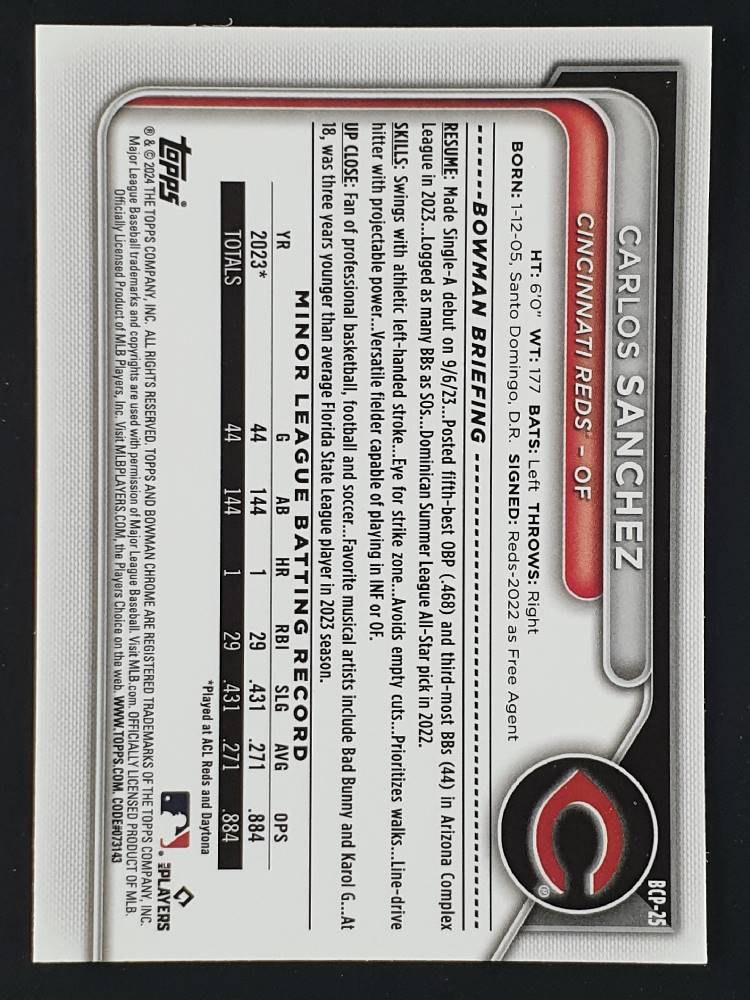 BCP-25
CARLOS SANCHEZ
CINCINNATI REDS® – OF
HT: 6'0" WT: 177 BATS: Left THROWS: Right
BORN: 1-12-05, Santo Domingo, D.R. SIGNED: Reds-2022 as Free Agent
BOWMAN BRIEFING
RESUME: Made Single-A debut on 9/6/23...Posted fifth-best OBP (.468) and third-most BBs (44) in Arizona Complex
League in 2023...Logged as many BBs as SOs...Dominican Summer League All-Star pick in 2022.
SKILLS: Swings with athletic left-handed stroke...Eye for strike zone...Avoids empty cuts...Prioritizes walks...Line-drive
hitter with projectable power...Versatile fielder capable of playing in INF or OF.
UP CLOSE: Fan of professional basketball, football and soccer...Favorite musical artists include Bad Bunny and Karol G...At
18, was three years younger than average Florida State League player in 2023 season.
MINOR LEAGUE BATTING RECORD
YR G AB HR RBI SLG AVG OPS
2023* 44 144 1 29 .431 .271 .884
TOTALS 44 144 1 29 .431 .271 .884
*Played at ACL Reds and Daytona
topps®
MLB PLAYERS
® & © 2024 THE TOPPS COMPANY, INC. ALL RIGHTS RESERVED. TOPPS AND BOWMAN CHROME ARE REGISTERED TRADEMARKS OF THE TOPPS COMPANY, INC.
Major League Baseball trademarks and copyrights are used with permission of Major League Baseball. Visit MLB.com. OFFICIALLY LICENSED PRODUCT OF MLB.
Officially Licensed Product of MLB Players, Inc. Visit MLBPLAYERS.COM, the Players Choice on the web. WWW.TOPPS.COM. CODE#073143